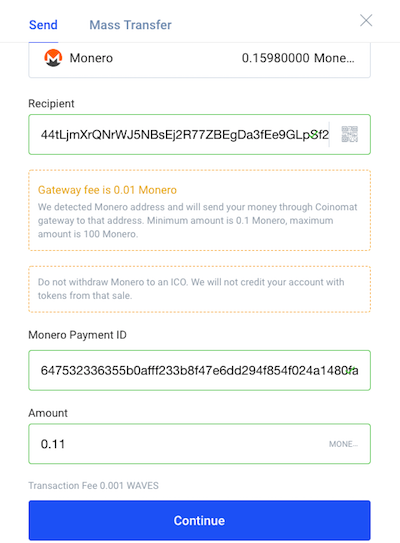 Send Mass Transfer
Monero 0.15980000 Mone...
Recipient
44tLjmXrQNrWJ5NBsEj2R77ZBEgDa3fEe9GLpSf2
Gateway fee is 0.01 Monero
We detected Monero address and will send your money through Coinomat
gateway to that address. Minimum amount is 0.1 Monero, maximum
amount is 100 Monero.
Do not withdraw Monero to an ICO. We will not credit your account with
tokens from that sale.
Monero Payment ID
647532336355b0afff233b8f47e6dd294f854f024a1480fa
Amount
0.11 MONE...
Transaction Fee 0.001 WAVES
Continue